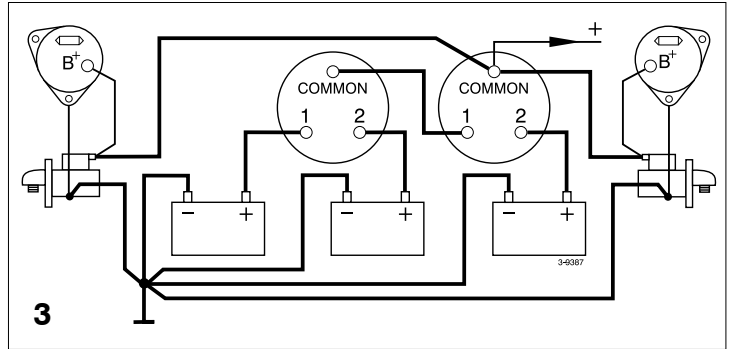 +
B+
B+
COMMON
COMMON
1 2
1 2
− +
− +
− +
3-9387
3